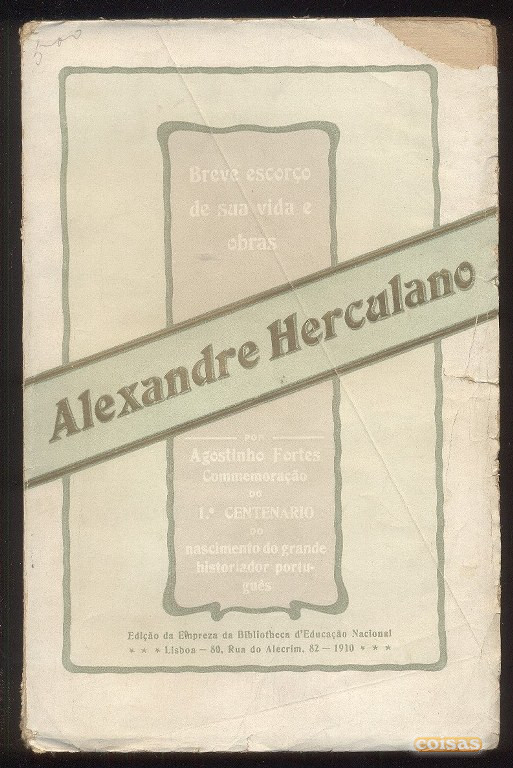 500
Breve escorço
de sua vida e
obras
Alexandre Herculano
POR
Agostinho Fortes
Commemoração
DO
1.º CENTENARIO
DO
nascimento do grande
historiador portu-
guês
Edição da Empreza da Bibliotheca d'Educação Nacional
* * * Lisboa — 80, Rua do Alecrim, 82 — 1910 * * *
coisas